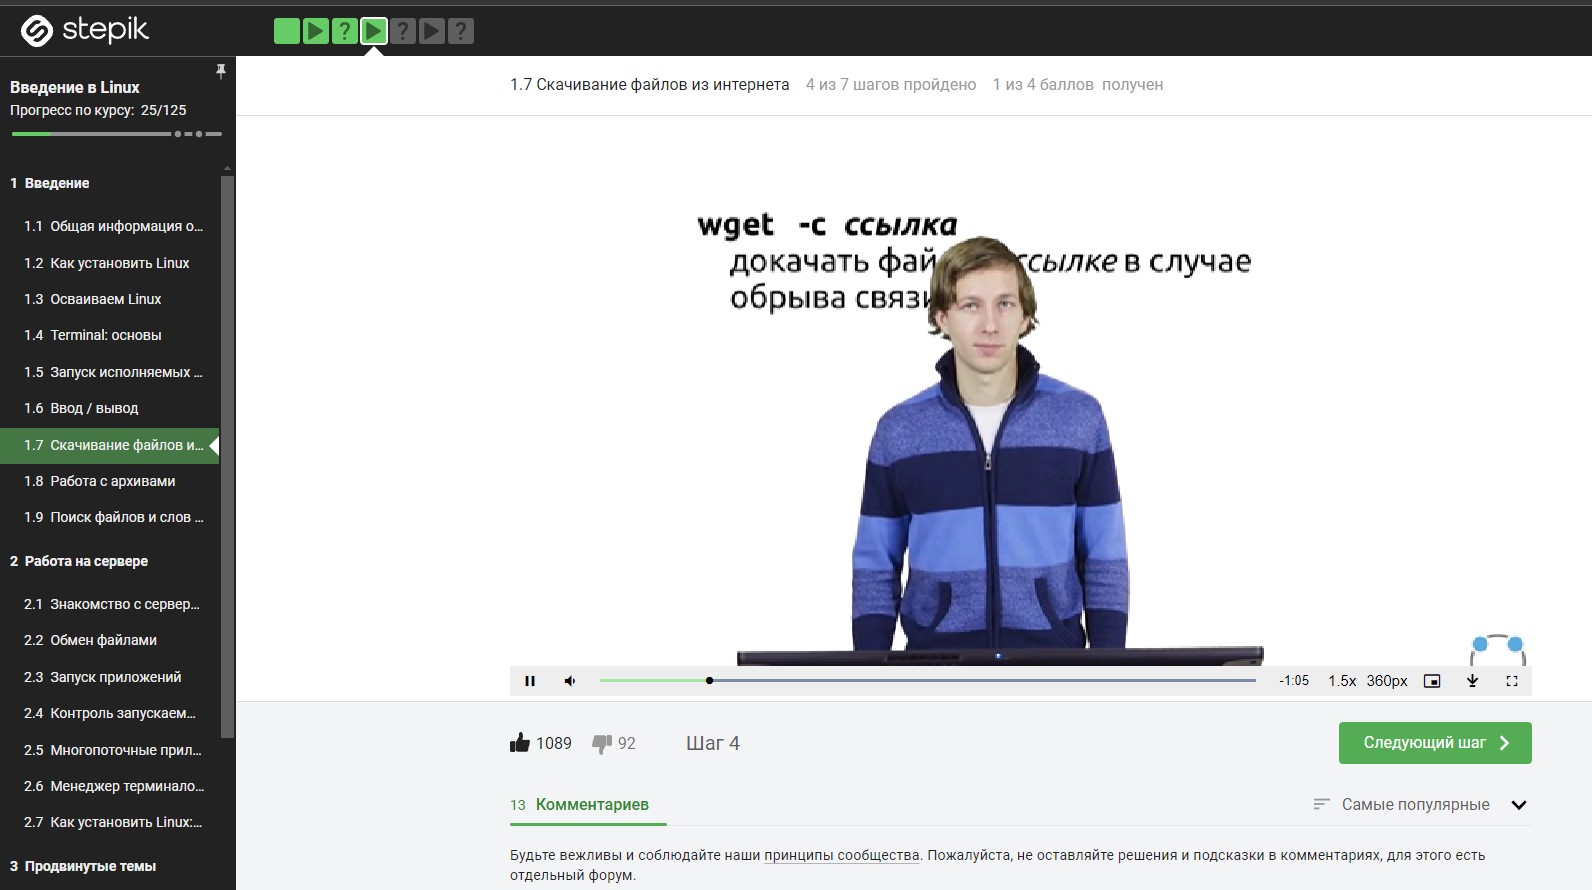 stepik
? ? ?
Введение в Linux
Прогресс по курсу: 25/125
1 Введение
1.1 Общая информация о...
1.2 Как установить Linux
1.3 Осваиваем Linux
1.4 Terminal: основы
1.5 Запуск исполняемых ...
1.6 Ввод / вывод
1.7 Скачивание файлов и...
1.8 Работа с архивами
1.9 Поиск файлов и слов ...
2 Работа на сервере
2.1 Знакомство с сервер...
2.2 Обмен файлами
2.3 Запуск приложений
2.4 Контроль запускаем...
2.5 Многопоточные прил...
2.6 Менеджер терминало...
2.7 Как установить Linux:...
3 Продвинутые темы
1.7 Скачивание файлов из интернета 4 из 7 шагов пройдено 1 из 4 баллов получен
wget -c ссылка
докачать фай ссылке в случае
обрыва связи
-1:05 1.5x 360px
1089 92 Шаг 4 Следующий шаг
13 Комментариев Самые популярные
Будьте вежливы и соблюдайте наши принципы сообщества. Пожалуйста, не оставляйте решения и подсказки в комментариях, для этого есть
отдельный форум.